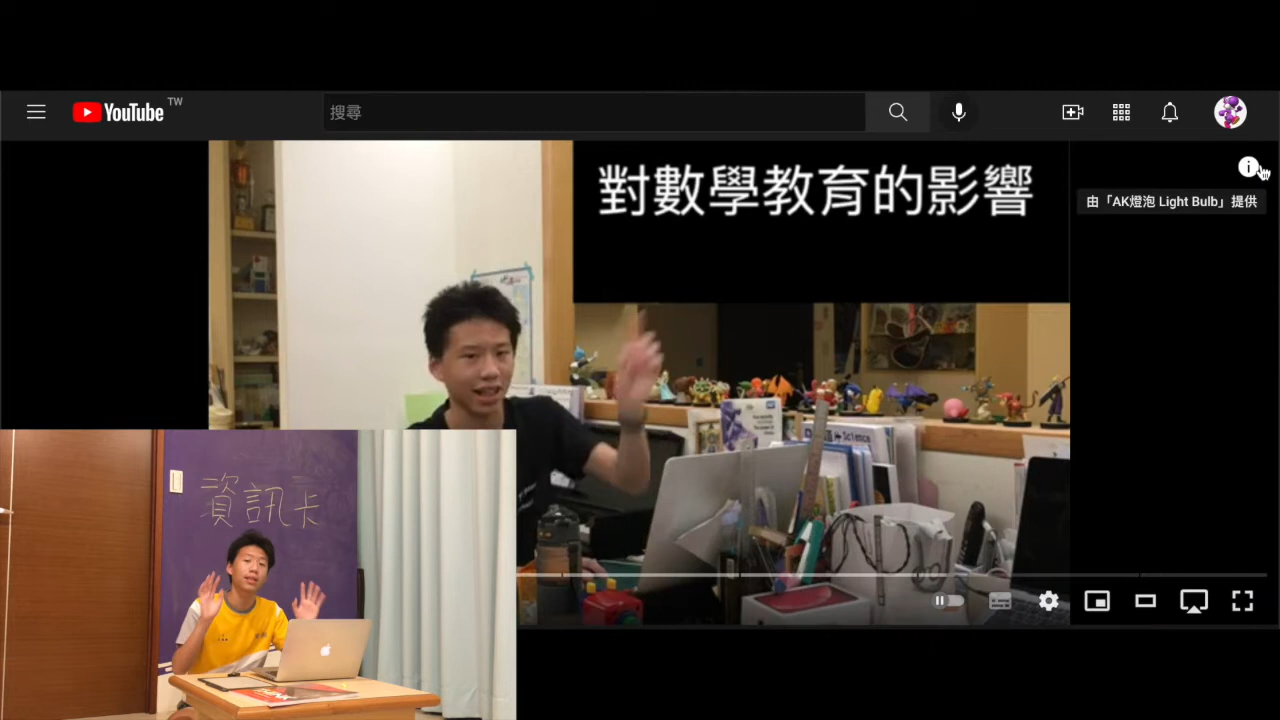 YouTube TW
搜尋
對數學教育的影響
由「AK燈泡 Light Bulb」提供
Science
資訊卡